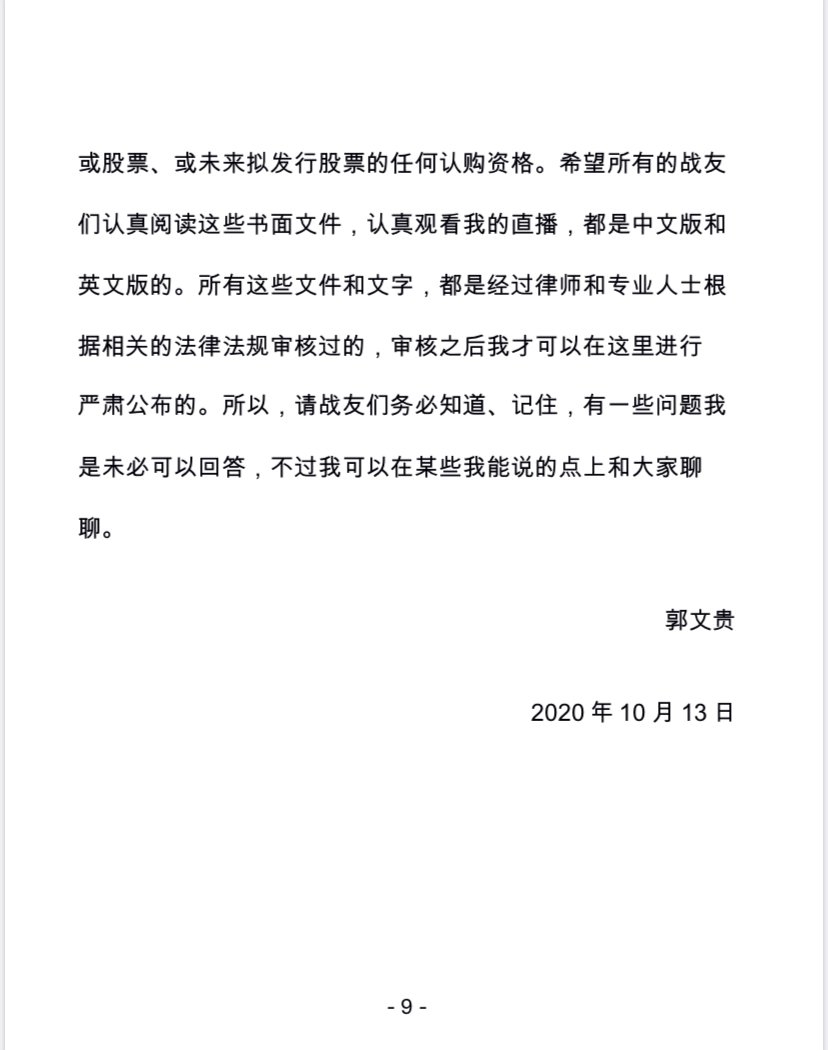 或股票、或未来拟发行股票的任何认购资格。希望所有的战友
们认真阅读这些书面文件，认真观看我的直播，都是中文版和
英文版的。所有这些文件和文字，都是经过律师和专业人士根
据相关的法律法规审核过的，审核之后我才可以在这里进行
严肃公布的。所以，请战友们务必知道、记住，有一些问题我
是未必可以回答，不过我可以在某些我能说的点上和大家聊
聊。
郭文贵
2020 年 10 月 13 日
- 9 -